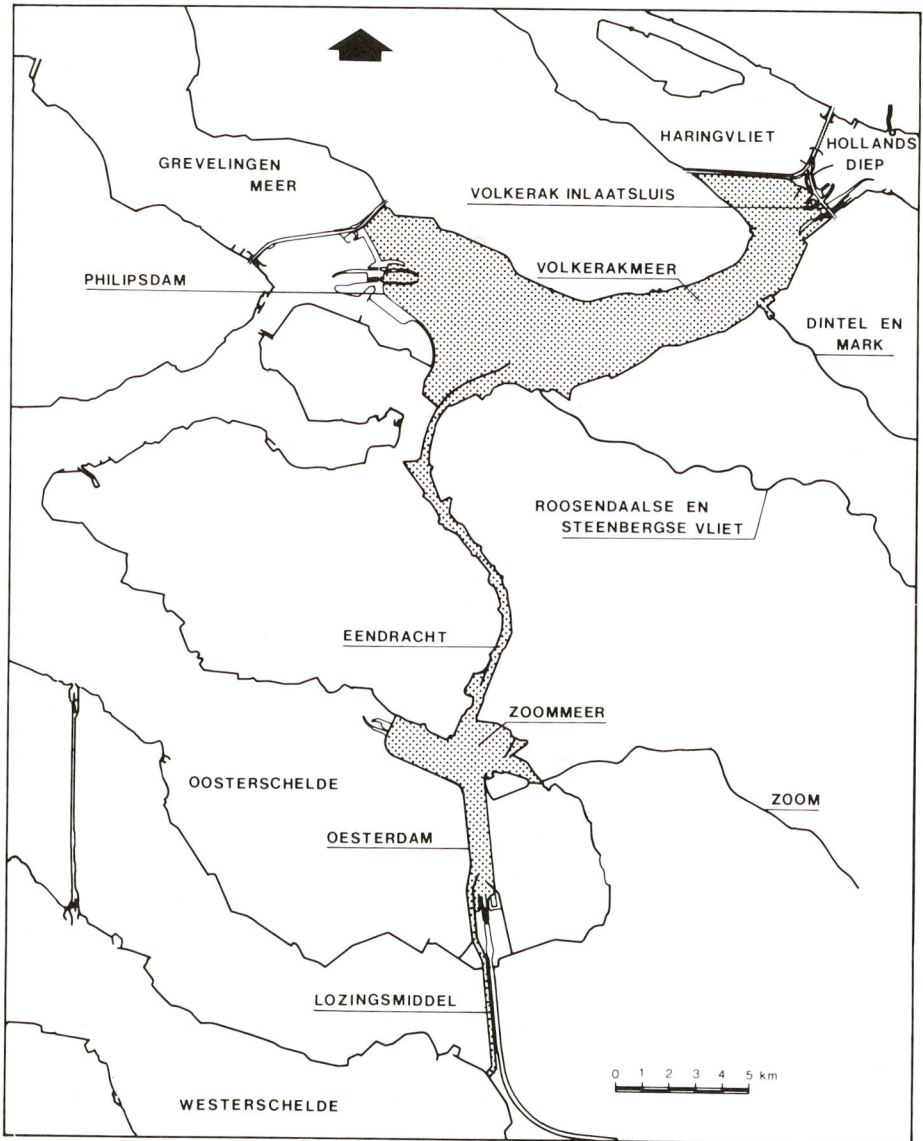 HARINGVLIET
HOLLANDS
DIEP
GREVELINGEN
MEER
VOLKERAK INLAATSLUIS
VOLKERAKMEER
PHILIPSDAM
DINTEL EN
MARK
ROOSENDAALSE EN
STEENBERGSE VLIET
EENDRACHT
ZOOMMEER
OOSTERSCHELDE
ZOOM
OESTERDAM
LOZINGSMIDDEL
0 1 2 3 4 5 km
WESTERSCHELDE